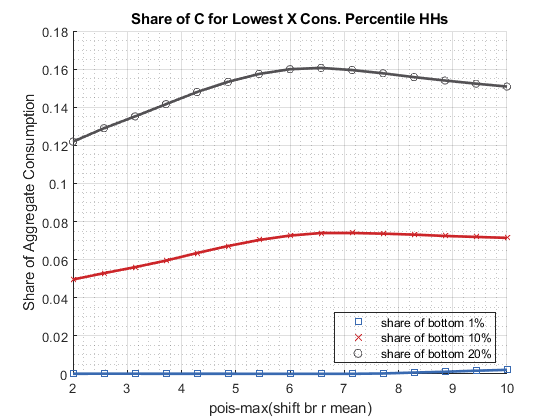 Share of C for Lowest X Cons. Percentile HHs
Share of Aggregate Consumption
0.18
0.16
0.14
0.12
0.1
0.08
0.06
0.04
0.02
0
2 3 4 5 6 7 8 9 10
pois-max(shift br r mean)
share of bottom 1%
share of bottom 10%
share of bottom 20%